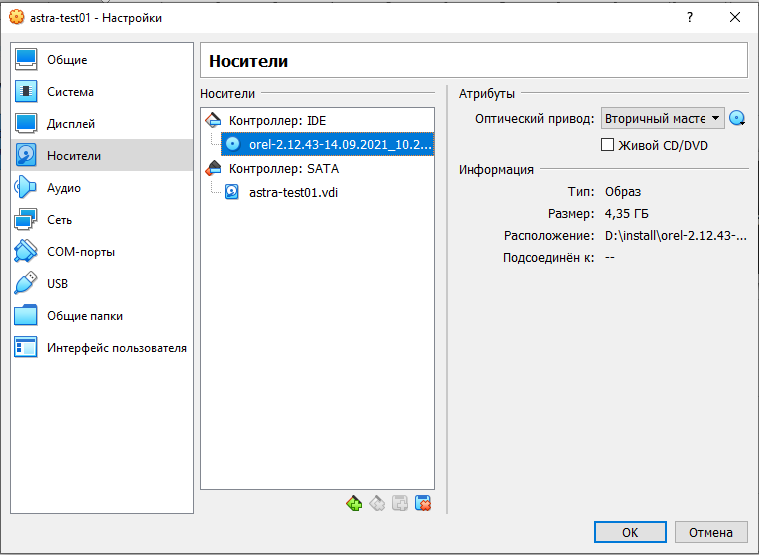 astra-test01 - Настройки
Общие
Система
Дисплей
Носители
Аудио
Сеть
COM-порты
USB
Общие папки
Интерфейс пользователя
Носители
Носители
Контроллер: IDE
orel-2.12.43-14.09.2021_10.2...
Контроллер: SATA
astra-test01.vdi
Атрибуты
Оптический привод: Вторичный масте
Живой CD/DVD
Информация
Тип: Образ
Размер: 4,35 ГБ
Расположение: D:\install\orel-2.12.43-...
Подсоединён к: --
OK
Отмена